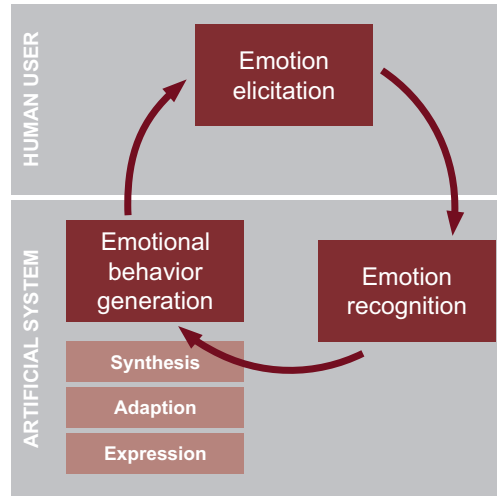 HUMAN USER
Emotion
elicitation
ARTIFICIAL SYSTEM
Emotional
behavior
generation
Emotion
recognition
Synthesis
Adaption
Expression